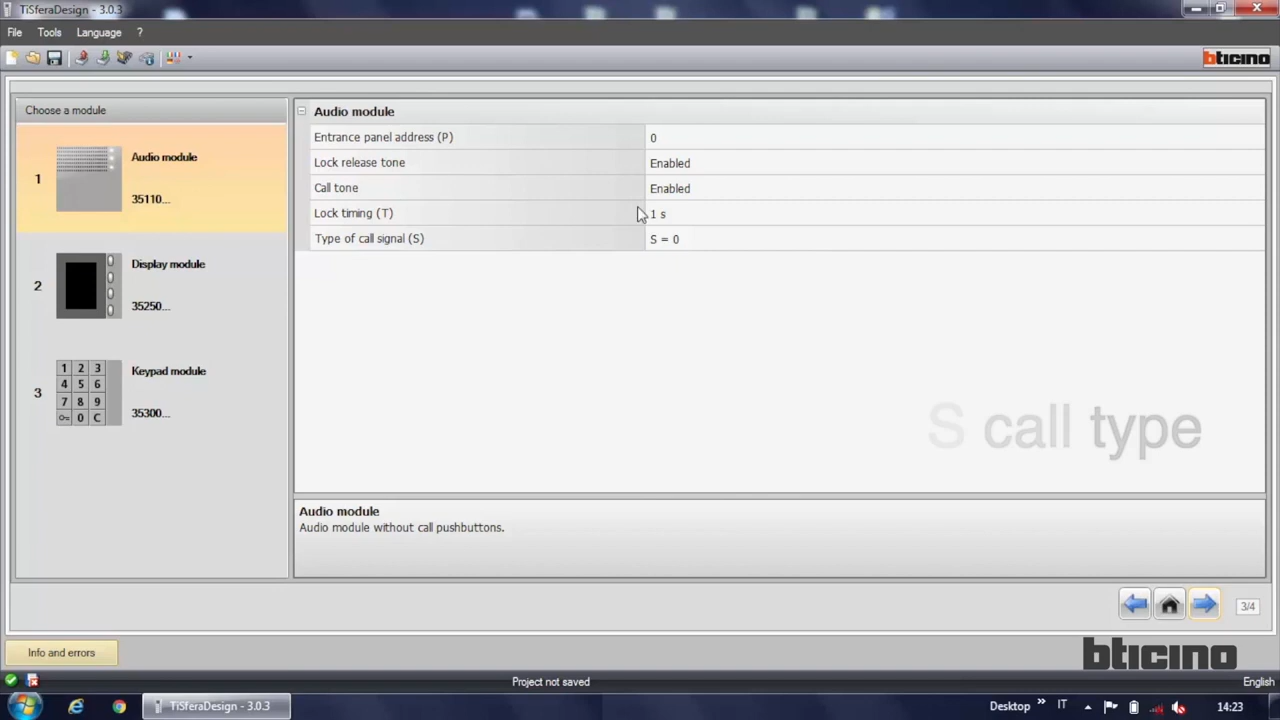 TiSferaDesign - 3.0.3
File Tools Language ?
bticino
Choose a module
1
Audio module
35110...
2
Display module
35250...
3
1 2 3
4 5 6
7 8 9
0 C
Keypad module
35300...
Audio module
Entrance panel address (P) 0
Lock release tone Enabled
Call tone Enabled
Lock timing (T) 1 s
Type of call signal (S) S = 0
S call type
Audio module
Audio module without call pushbuttons.
3/4
Info and errors
bticino
Project not saved
English
TiSferaDesign - 3.0.3
Desktop » IT 14:23